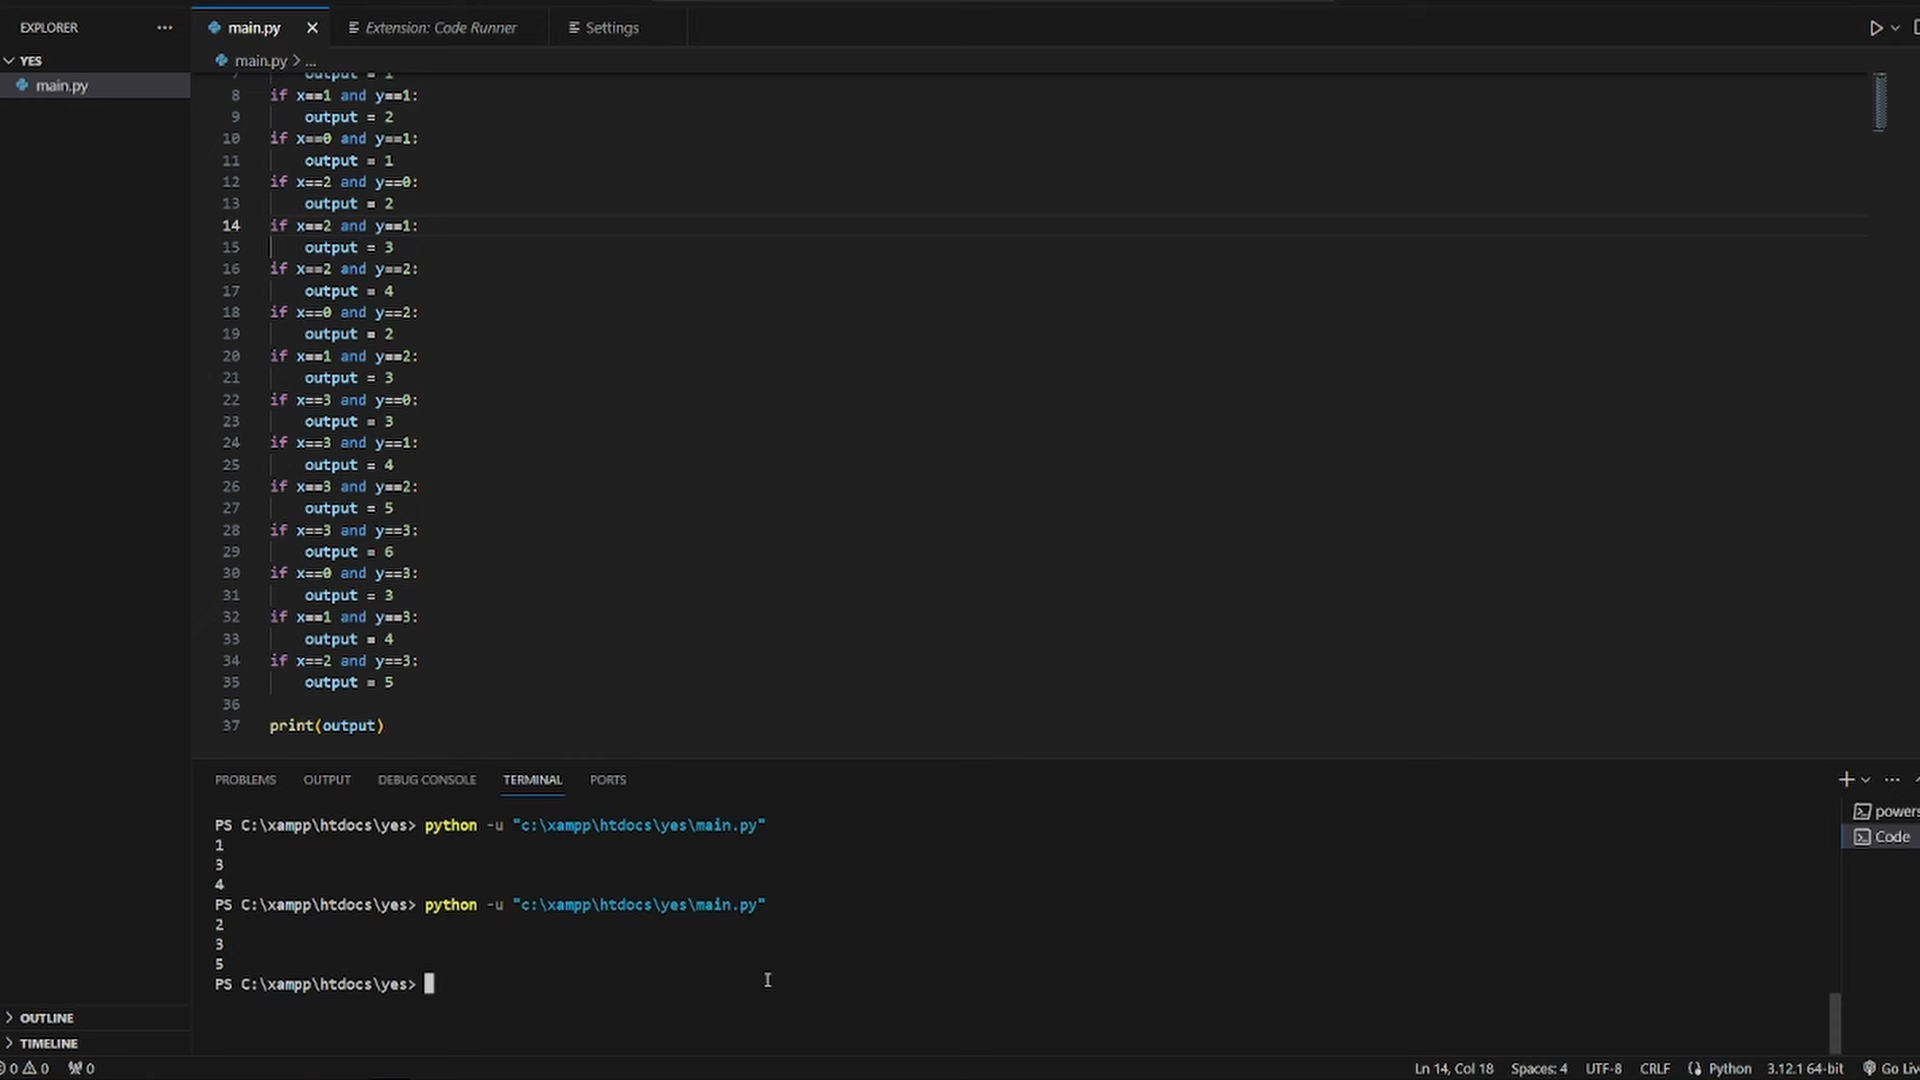 EXPLORER
main.py
Extension: Code Runner
Settings
YES
main.py
main.py > ...
7 output = 1
8 if x==1 and y==1:
9 output = 2
10 if x==0 and y==1:
11 output = 1
12 if x==2 and y==0:
13 output = 2
14 if x==2 and y==1:
15 output = 3
16 if x==2 and y==2:
17 output = 4
18 if x==0 and y==2:
19 output = 2
20 if x==1 and y==2:
21 output = 3
22 if x==3 and y==0:
23 output = 3
24 if x==3 and y==1:
25 output = 4
26 if x==3 and y==2:
27 output = 5
28 if x==3 and y==3:
29 output = 6
30 if x==0 and y==3:
31 output = 3
32 if x==1 and y==3:
33 output = 4
34 if x==2 and y==3:
35 output = 5
36
37 print(output)
PROBLEMS OUTPUT DEBUG CONSOLE TERMINAL PORTS
PS C:\xampp\htdocs\yes> python -u "c:\xampp\htdocs\yes\main.py"
1
3
4
PS C:\xampp\htdocs\yes> python -u "c:\xampp\htdocs\yes\main.py"
2
3
5
PS C:\xampp\htdocs\yes>
powers
Code
OUTLINE
TIMELINE
0 0 0 Ln 14, Col 18 Spaces: 4 UTF-8 CRLF Python 3.12.1 64-bit Go Liv